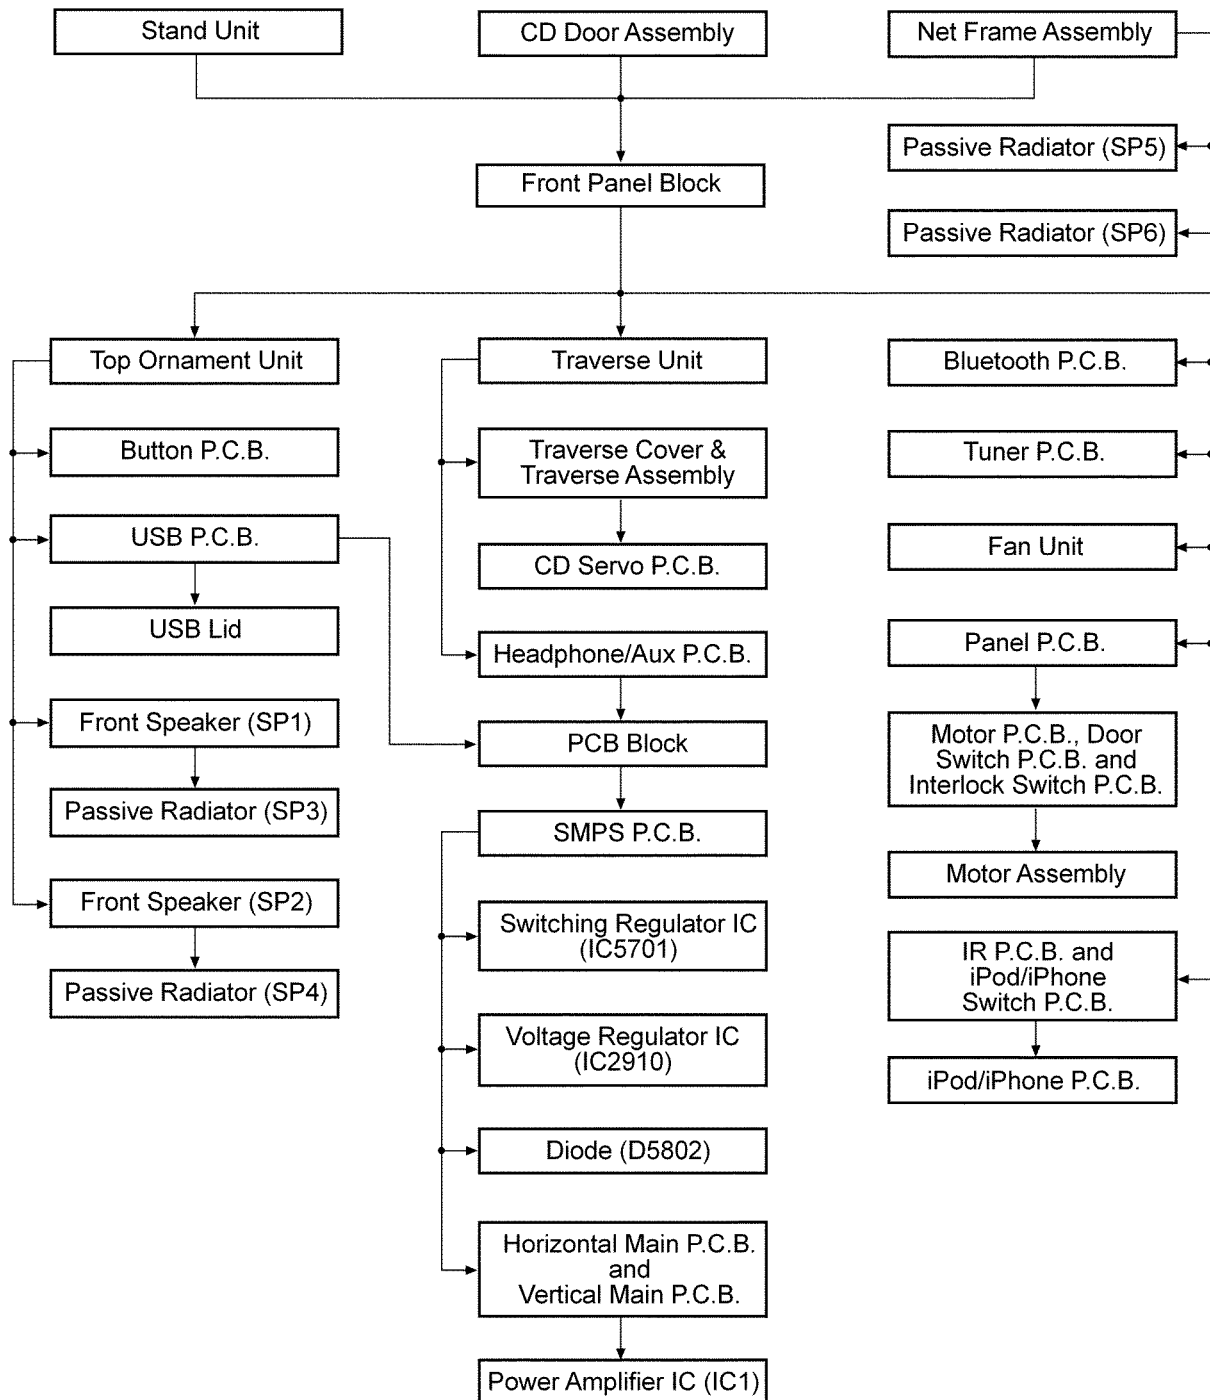 Stand Unit
CD Door Assembly
Net Frame Assembly
Passive Radiator (SP5)
Front Panel Block
Passive Radiator (SP6)
Top Ornament Unit
Traverse Unit
Bluetooth P.C.B.
Button P.C.B.
Traverse Cover &
Traverse Assembly
Tuner P.C.B.
USB P.C.B.
CD Servo P.C.B.
Fan Unit
USB Lid
Headphone/Aux P.C.B.
Panel P.C.B.
Front Speaker (SP1)
PCB Block
Motor P.C.B., Door
Switch P.C.B. and
Interlock Switch P.C.B.
Passive Radiator (SP3)
SMPS P.C.B.
Motor Assembly
Front Speaker (SP2)
Switching Regulator IC
(IC5701)
IR P.C.B. and
iPod/iPhone
Switch P.C.B.
Passive Radiator (SP4)
Voltage Regulator IC
(IC2910)
iPod/iPhone P.C.B.
Diode (D5802)
Horizontal Main P.C.B.
and
Vertical Main P.C.B.
Power Amplifier IC (IC1)